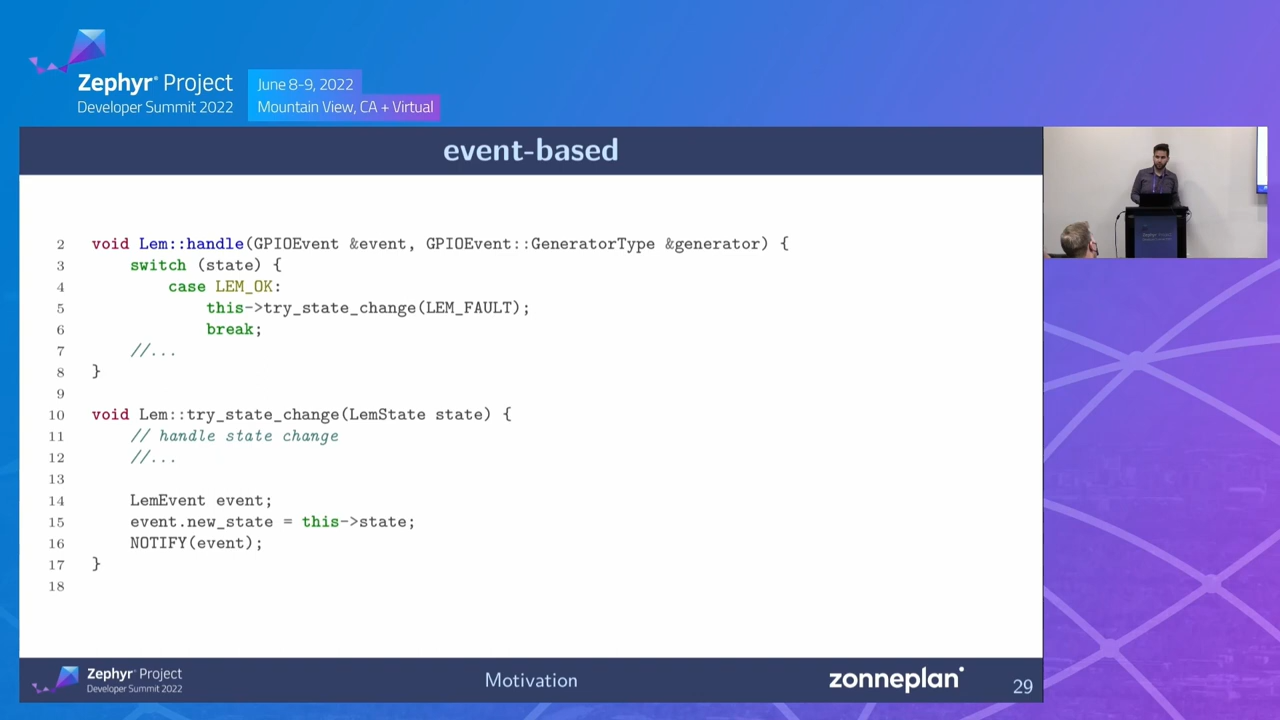 Zephyr® Project
Developer Summit 2022
June 8-9, 2022
Mountain View, CA + Virtual
event-based
2 void Lem::handle(GPIOEvent &event, GPIOEvent::GeneratorType &generator) {
3 switch (state) {
4 case LEM_OK:
5 this->try_state_change(LEM_FAULT);
6 break;
7 //...
8 }
9
10 void Lem::try_state_change(LemState state) {
11 // handle state change
12 //...
13
14 LemEvent event;
15 event.new_state = this->state;
16 NOTIFY(event);
17 }
18
Zephyr® Project
Developer Summit 2022
Motivation
zonneplan
29